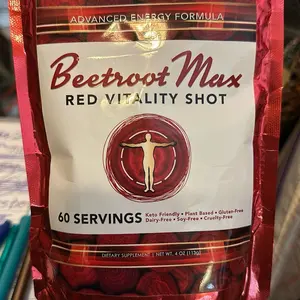 ADVANCED ENERGY FORMULA
Beetroot Max
RED VITALITY SHOT
60 SERVINGS
Keto Friendly • Plant Based • Gluten-Free
Dairy-Free • Soy-Free • Cruelty-Free
DIETARY SUPPLEMENT | NET WT. 4 OZ (113g)